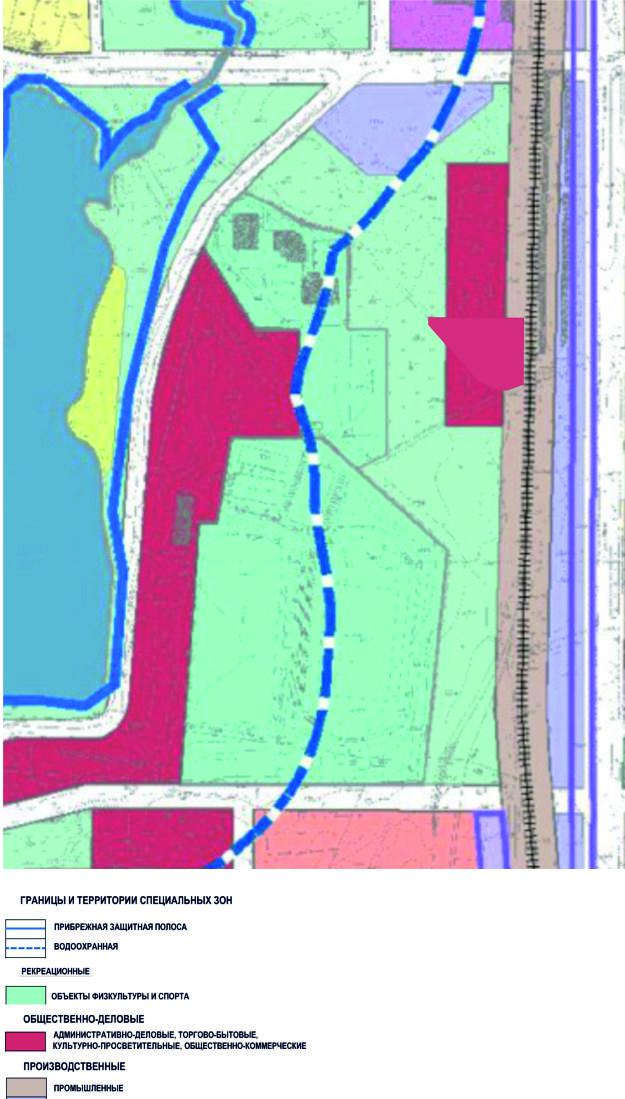 ГРАНИЦЫ И ТЕРРИТОРИИ СПЕЦИАЛЬНЫХ ЗОН
ПРИБРЕЖНАЯ ЗАЩИТНАЯ ПОЛОСА
ВОДООХРАННАЯ
РЕКРЕАЦИОННЫЕ
ОБЪЕКТЫ ФИЗКУЛЬТУРЫ И СПОРТА
ОБЩЕСТВЕННО-ДЕЛОВЫЕ
АДМИНИСТРАТИВНО-ДЕЛОВЫЕ, ТОРГОВО-БЫТОВЫЕ,
КУЛЬТУРНО-ПРОСВЕТИТЕЛЬНЫЕ, ОБЩЕСТВЕННО-КОММЕРЧЕСКИЕ
ПРОИЗВОДСТВЕННЫЕ
ПРОМЫШЛЕННЫЕ